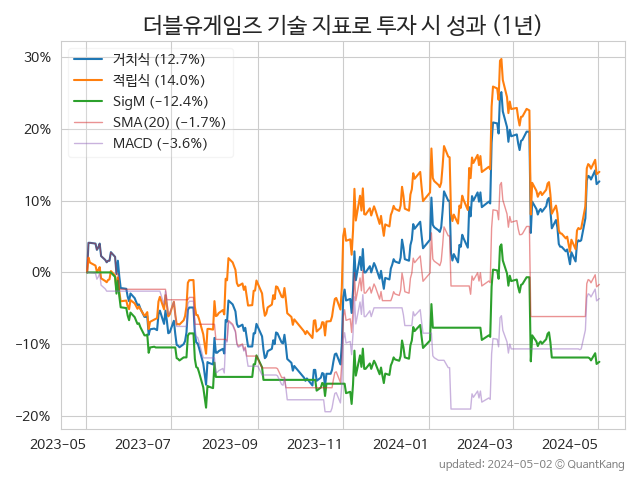 더블유게임즈 기술 지표로 투자 시 성과 (1년)
거치식 (12.7%)
적립식 (14.0%)
SigM (−12.4%)
SMA(20) (−1.7%)
MACD (−3.6%)
30%
20%
10%
0%
−10%
−20%
2023-05
2023-07
2023-09
2023-11
2024-01
2024-03
2024-05
updated: 2024-05-02 © QuantKang